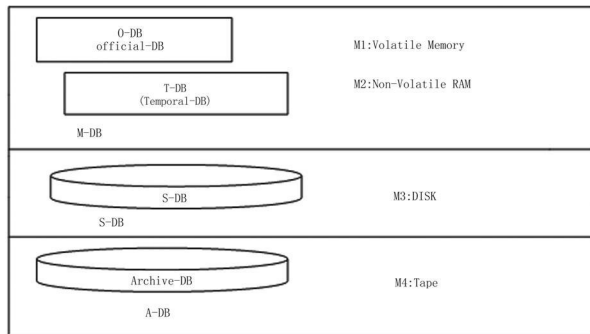 O-DB
official-DB
M1:Volatile Memory
T-DB
(Temporal-DB)
M2:Non-Volatile RAM
M-DB
S-DB
M3:DISK
S-DB
Archive-DB
M4:Tape
A-DB